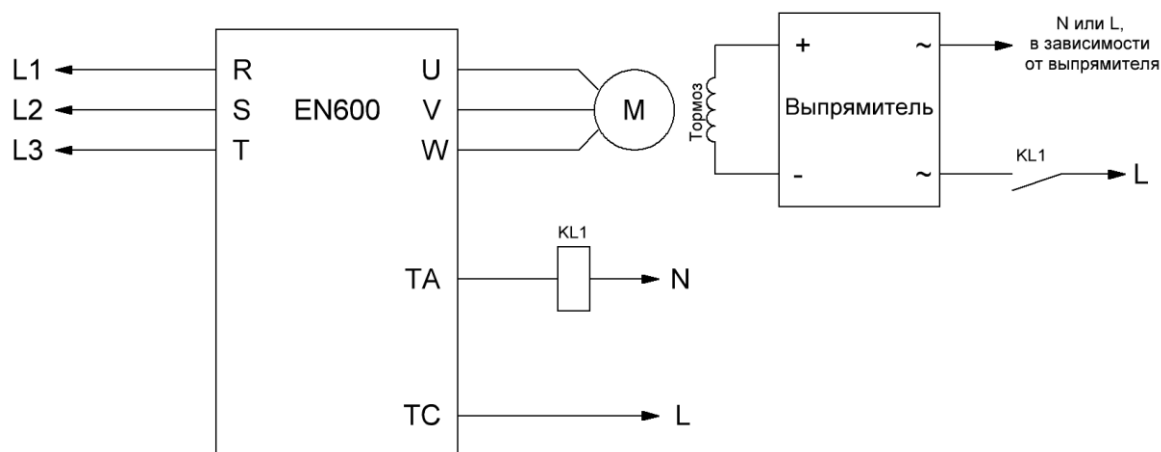 L1
L2
L3
R
S
T
EN600
U
V
W
M
Тормоз
+
-
~
~
Выпрямитель
N или L,
в зависимости
от выпрямителя
KL1
L
TA
KL1
N
TC
L